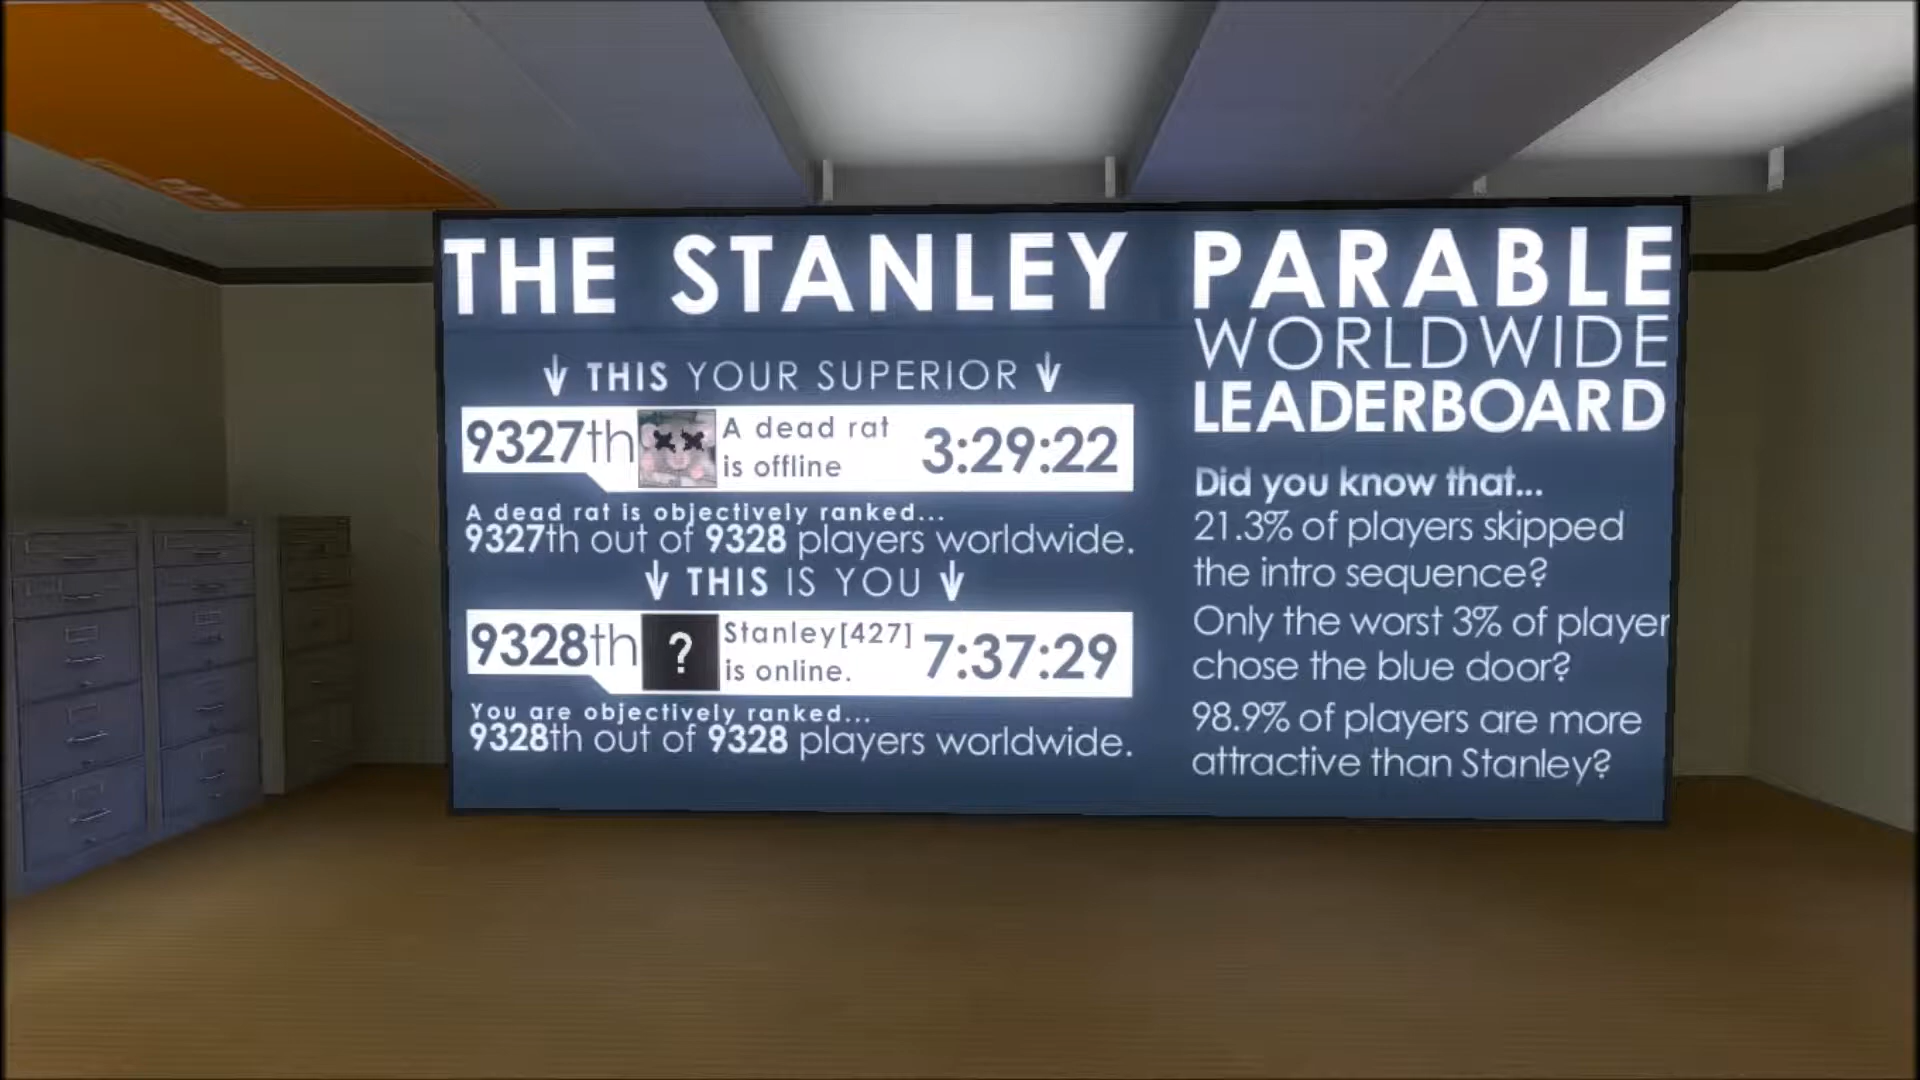 THE STANLEY PARABLE
WORLDWIDE
LEADERBOARD
THIS YOUR SUPERIOR
9327th
A dead rat
is offline
3:29:22
A dead rat is objectively ranked...
9327th out of 9328 players worldwide.
THIS IS YOU
9328th
?
Stanley[427]
is online.
7:37:29
You are objectively ranked...
9328th out of 9328 players worldwide.
Did you know that...
21.3% of players skipped
the intro sequence?
Only the worst 3% of player
chose the blue door?
98.9% of players are more
attractive than Stanley?